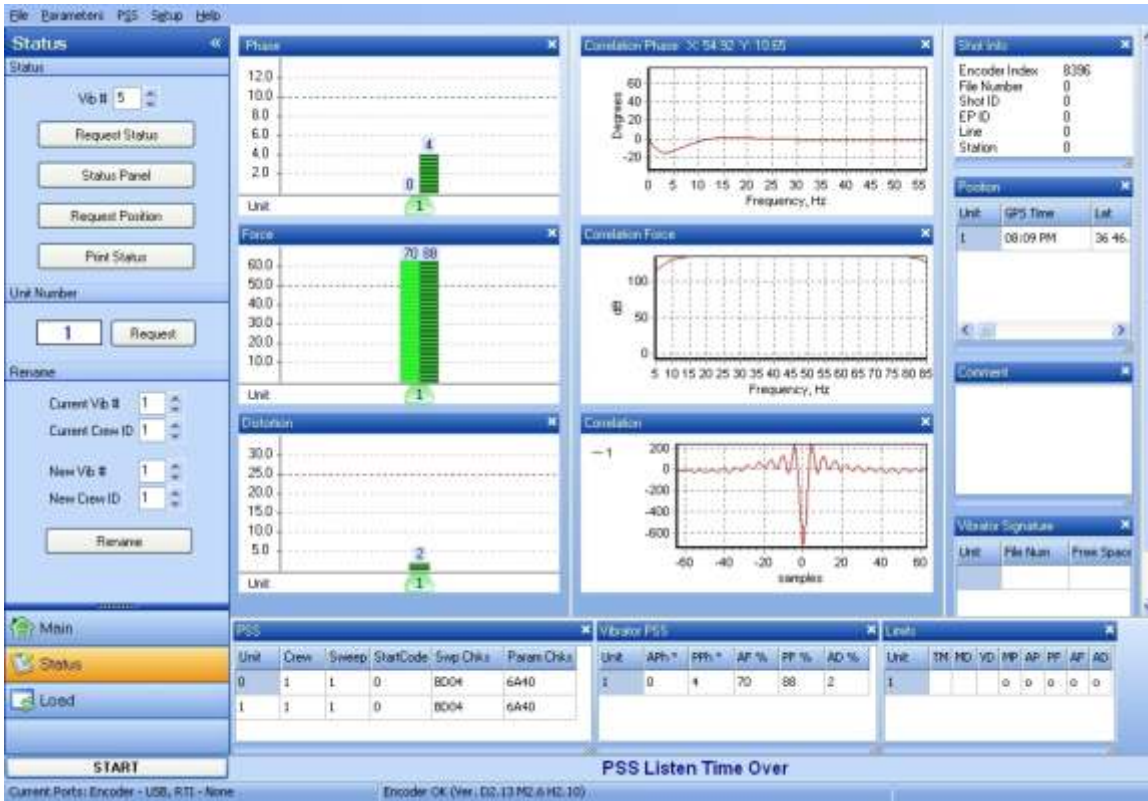 File Parameters PSS Setup Help
Status «
Status
Vib # 5
Request Status
Status Panel
Request Position
Print Status
Unit Number
1 Request
Rename
Current Vib # 1
Current Crew ID 1
New Vib # 1
New Crew ID 1
Rename
Main
Status
Load
START
Phase
12.0
10.0
8.0
6.0
4.0
2.0
0 4
Unit 1
Force
70 88
60.0
50.0
40.0
30.0
20.0
10.0
Unit 1
Distortion
30.0
25.0
20.0
15.0
10.0
5.0
2
Unit 1
Correlation Phase X: 54.92 Y: 10.65
Degrees
60
40
20
0
-20
0 5 10 15 20 25 30 35 40 45 50 55
Frequency, Hz
Correlation Force
dB
100
50
0
5 10 15 20 25 30 35 40 45 50 55 60 65 70 75 80 85
Frequency, Hz
Correlation
1
200
0
-200
-400
-600
-60 -40 -20 0 20 40 60
samples
Shot Info
Encoder Index 8396
File Number 0
Shot ID 0
EP ID 0
Line 0
Station 0
Position
Unit GPS Time Lat
1 08:09 PM 36 46.
Comment
Vibrator Signature
Unit File Num Free Space
PSS
Unit Crew Sweep StartCode Swp Chks Param Chks
0 1 1 0 BD04 6A40
1 1 1 0 BD04 6A40
Vibrator PSS
Unit APh ° PPh ° AF % PF % AD %
1 0 4 70 88 2
Limits
Unit TM MD VD MP AP PF AF AD
1 o o o o o
PSS Listen Time Over
Current Ports: Encoder - USB, RTI - None Encoder OK (Ver. D2.13 M2.6 H2.10)